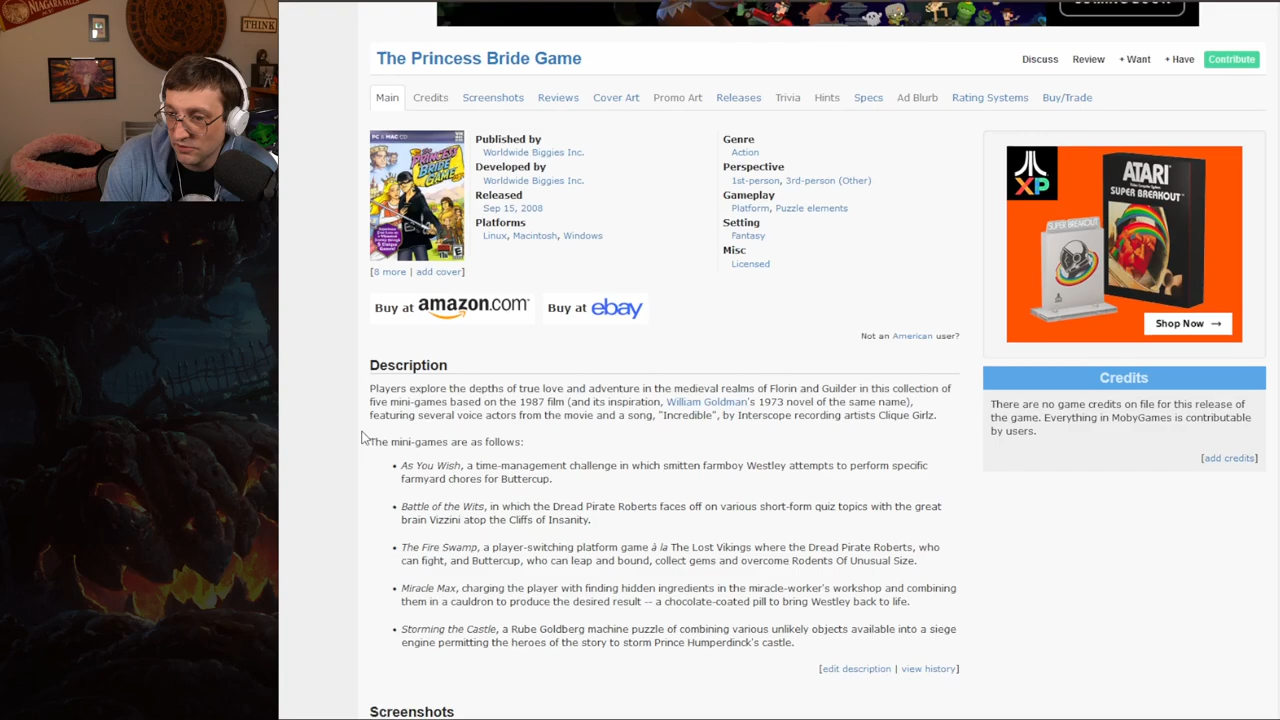 NIAGARA FALLS
THINK
COMING SOON
The Princess Bride Game
Discuss Review + Want + Have Contribute
Main Credits Screenshots Reviews Cover Art Promo Art Releases Trivia Hints Specs Ad Blurb Rating Systems Buy/Trade
PC & MAC CD
PRINCESS
BRIDE
GAME
Published by
Worldwide Biggies Inc.
Developed by
Worldwide Biggies Inc.
Released
Sep 15, 2008
Platforms
Linux, Macintosh, Windows
Genre
Action
Perspective
1st-person, 3rd-person (Other)
Gameplay
Platform, Puzzle elements
Setting
Fantasy
Misc
Licensed
[8 more | add cover]
Buy at amazon.com Buy at ebay
Not an American user?
XP
ATARI
SUPER BREAKOUT
SUPER BREAKOUT
Shop Now →
Description
Players explore the depths of true love and adventure in the medieval realms of Florin and Guilder in this collection of
five mini-games based on the 1987 film (and its inspiration, William Goldman's 1973 novel of the same name),
featuring several voice actors from the movie and a song, "Incredible", by Interscope recording artists Clique Girlz.
The mini-games are as follows:
• As You Wish, a time-management challenge in which smitten farmboy Westley attempts to perform specific
farmyard chores for Buttercup.
• Battle of the Wits, in which the Dread Pirate Roberts faces off on various short-form quiz topics with the great
brain Vizzini atop the Cliffs of Insanity.
• The Fire Swamp, a player-switching platform game à la The Lost Vikings where the Dread Pirate Roberts, who
can fight, and Buttercup, who can leap and bound, collect gems and overcome Rodents Of Unusual Size.
• Miracle Max, charging the player with finding hidden ingredients in the miracle-worker's workshop and combining
them in a cauldron to produce the desired result -- a chocolate-coated pill to bring Westley back to life.
• Storming the Castle, a Rube Goldberg machine puzzle of combining various unlikely objects available into a siege
engine permitting the heroes of the story to storm Prince Humperdinck's castle.
[edit description | view history]
Credits
There are no game credits on file for this release of
the game. Everything in MobyGames is contributable
by users.
[add credits]
Screenshots